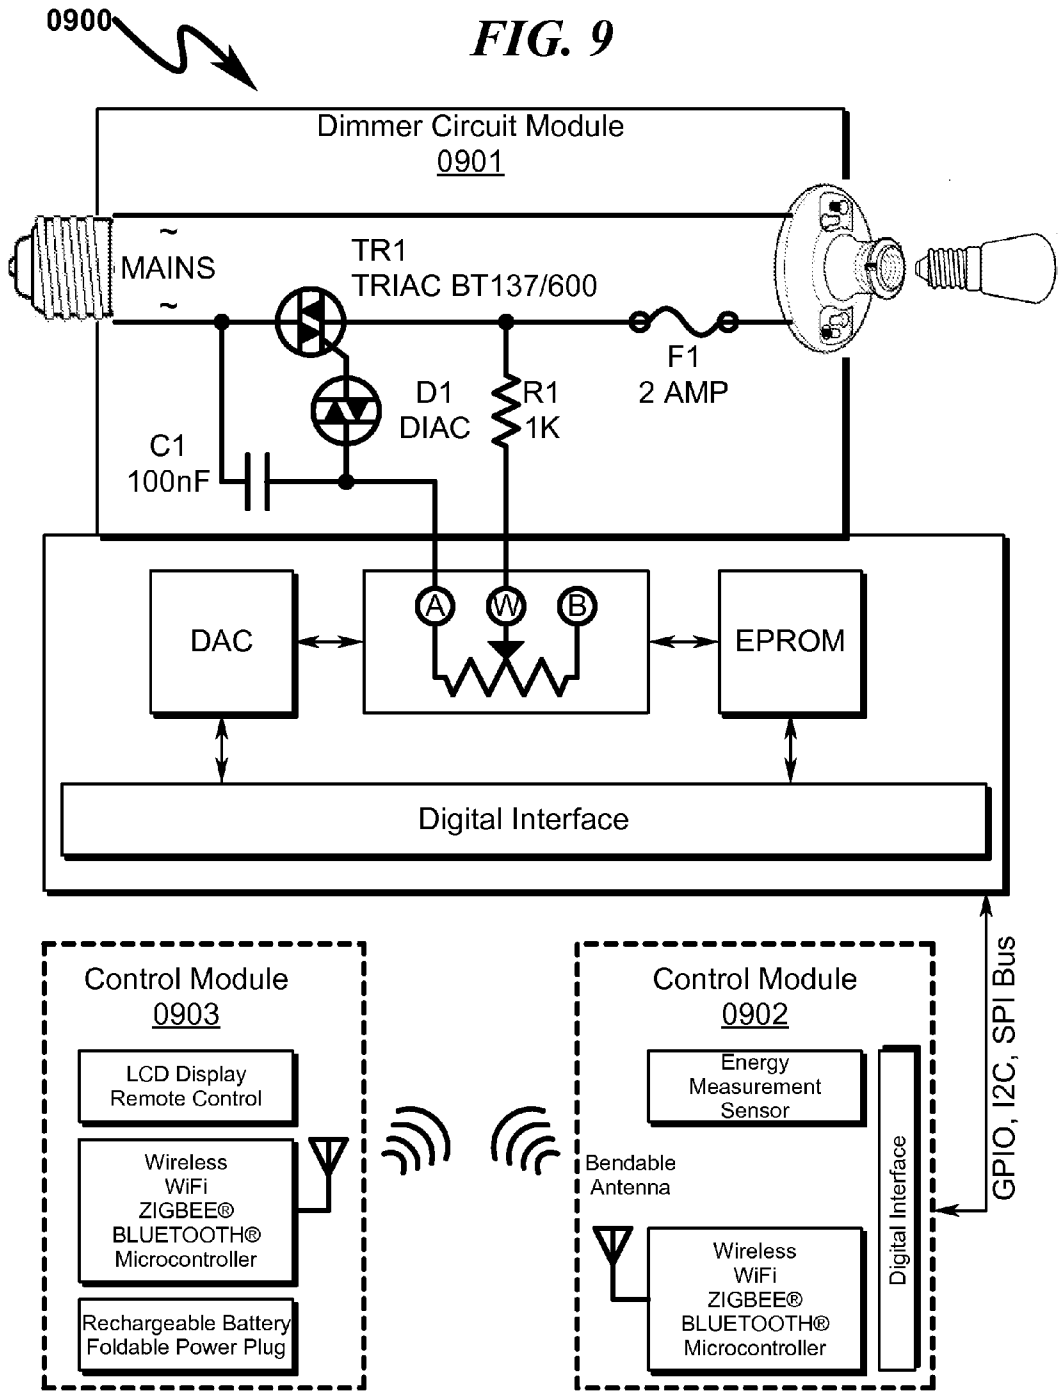 0900
FIG. 9
Dimmer Circuit Module
0901
~
MAINS
~
TR1
TRIAC BT137/600
F1
2 AMP
D1
DIAC
R1
1K
C1
100nF
A
W
B
DAC
EPROM
Digital Interface
GPIO, I2C, SPI Bus
Control Module
0903
LCD Display
Remote Control
Wireless
WiFi
ZIGBEE®
BLUETOOTH®
Microcontroller
Rechargeable Battery
Foldable Power Plug
Control Module
0902
Energy
Measurement
Sensor
Bendable
Antenna
Wireless
WiFi
ZIGBEE®
BLUETOOTH®
Microcontroller
Digital Interface